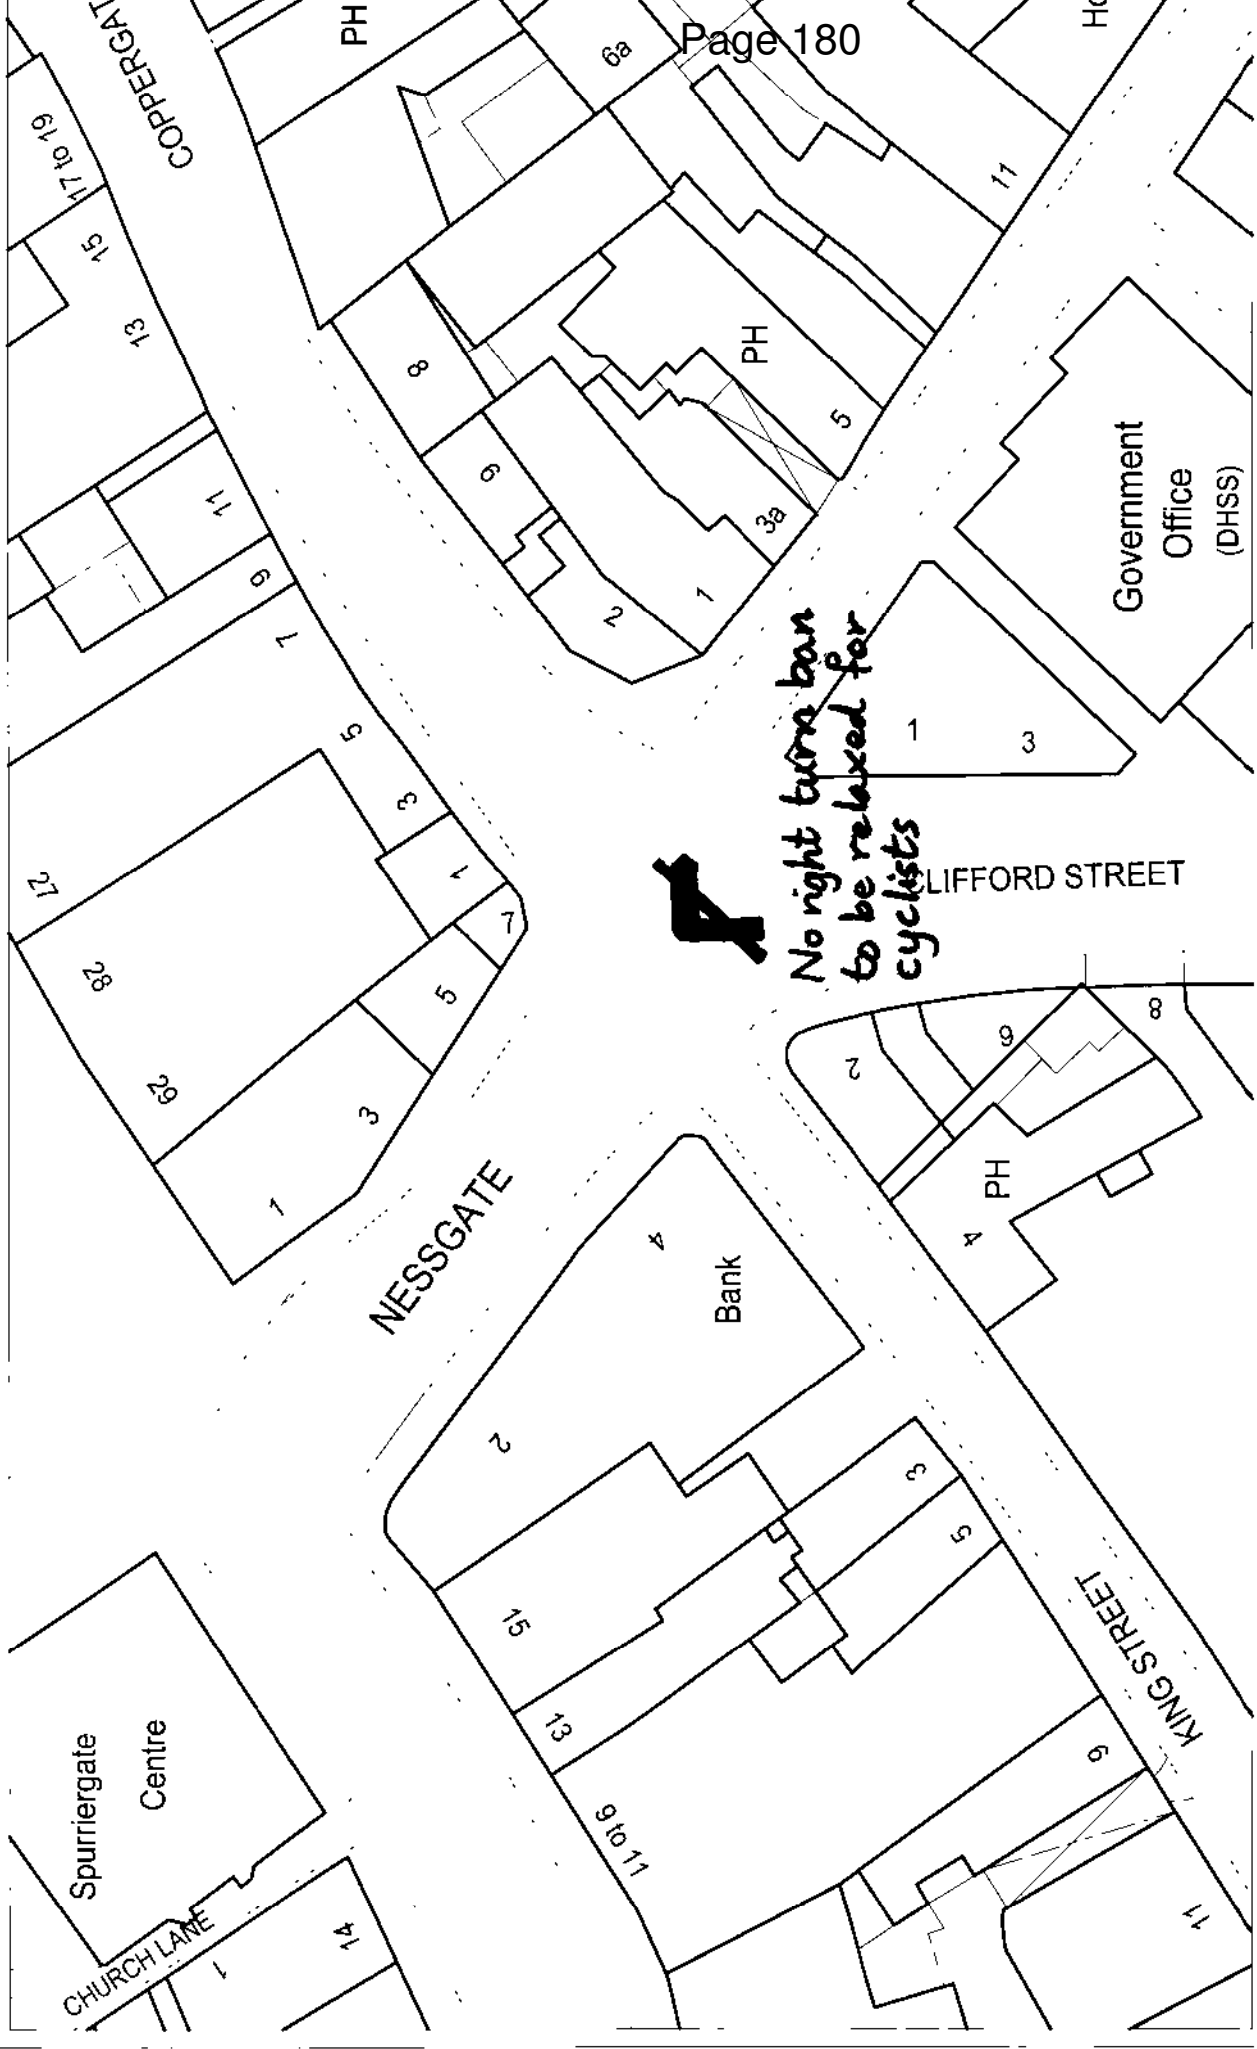 Page 180
COPPERGAT
PH
Ho
6a
17 to 19
15
13
11
8
PH
5
6
11
3a
9
7
2
1
Government
Office
(DHSS)
No right turn ban
to be relaxed for
cyclists
1
3
5
3
1
7
27
28
29
5
3
1
CLIFFORD STREET
2
6
8
PH
4
NESSGATE
4
Bank
2
3
5
15
13
9 to 11
KING STREET
9
11
Spurriergate
Centre
CHURCH LANE
1
14